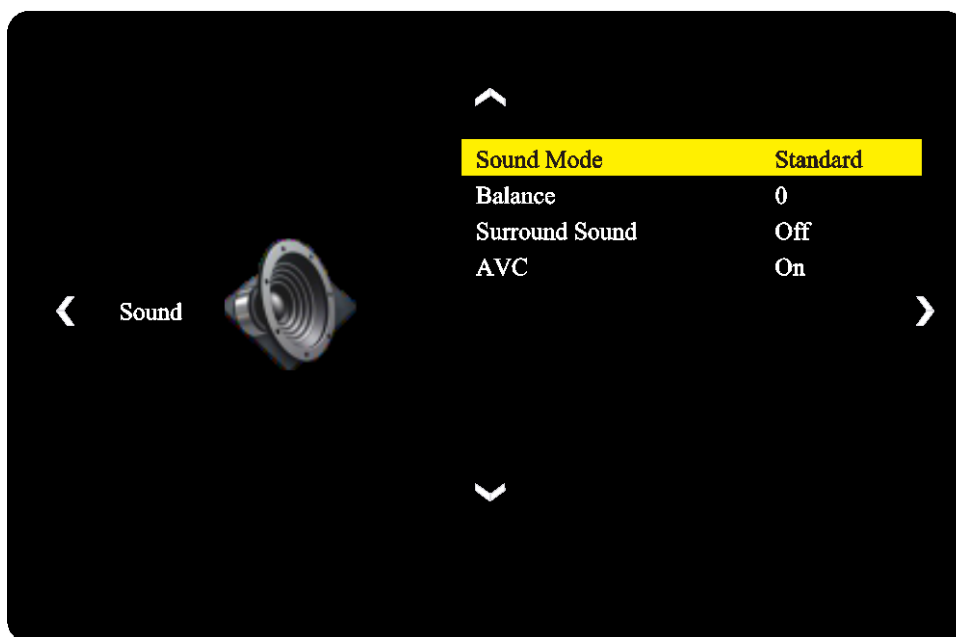 Sound Mode Standard
Balance 0
Surround Sound Off
AVC On
Sound